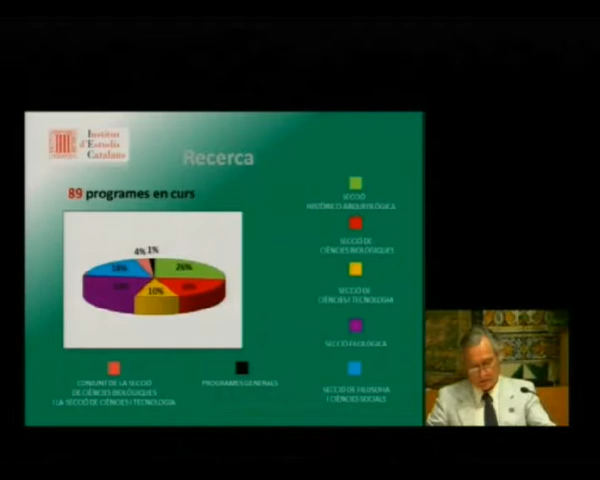 Institut
d'Estudis
Catalans
Recerca
89 programes en curs
4% 1%
26%
10%
SECCIÓ
HISTÒRICO-ARQUEOLÒGICA
SECCIÓ DE
CIÈNCIES BIOLÒGIQUES
SECCIÓ DE
CIÈNCIES I TECNOLOGIA
SECCIÓ FILOLÒGICA
SECCIÓ DE FILOSOFIA
I CIÈNCIES SOCIALS
CONJUNT DE LA SECCIÓ
DE CIÈNCIES BIOLÒGIQUES
I LA SECCIÓ DE CIÈNCIES I TECNOLOGIA
PROGRAMES GENERALS